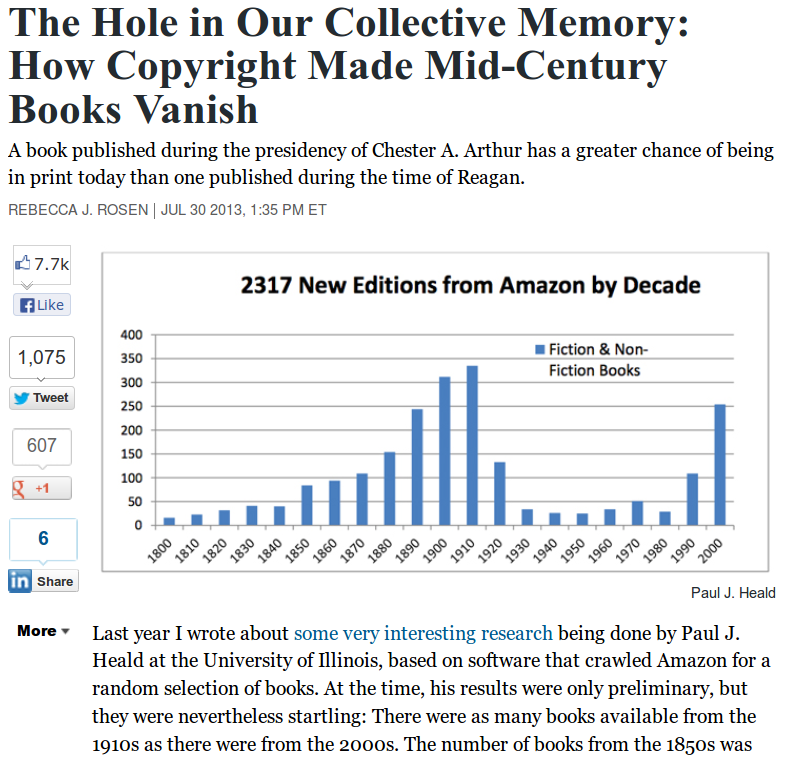 The Hole in Our Collective Memory:
How Copyright Made Mid-Century
Books Vanish
A book published during the presidency of Chester A. Arthur has a greater chance of being
in print today than one published during the time of Reagan.
REBECCA J. ROSEN | JUL 30 2013, 1:35 PM ET
7.7k
Like
1,075
Tweet
607
+1
6
in Share
More
2317 New Editions from Amazon by Decade
Fiction & Non-
Fiction Books
400
350
300
250
200
150
100
50
0
1800 1810 1820 1830 1840 1850 1860 1870 1880 1890 1900 1910 1920 1930 1940 1950 1960 1970 1980 1990 2000
Paul J. Heald
Last year I wrote about some very interesting research being done by Paul J.
Heald at the University of Illinois, based on software that crawled Amazon for a
random selection of books. At the time, his results were only preliminary, but
they were nevertheless startling: There were as many books available from the
1910s as there were from the 2000s. The number of books from the 1850s was